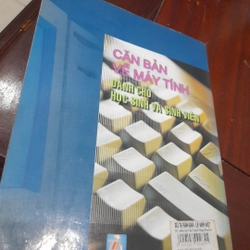 CĂN BẢN
VỀ MÁY TÍNH
DÀNH CHO
HỌC SINH VÀ SINH VIÊN